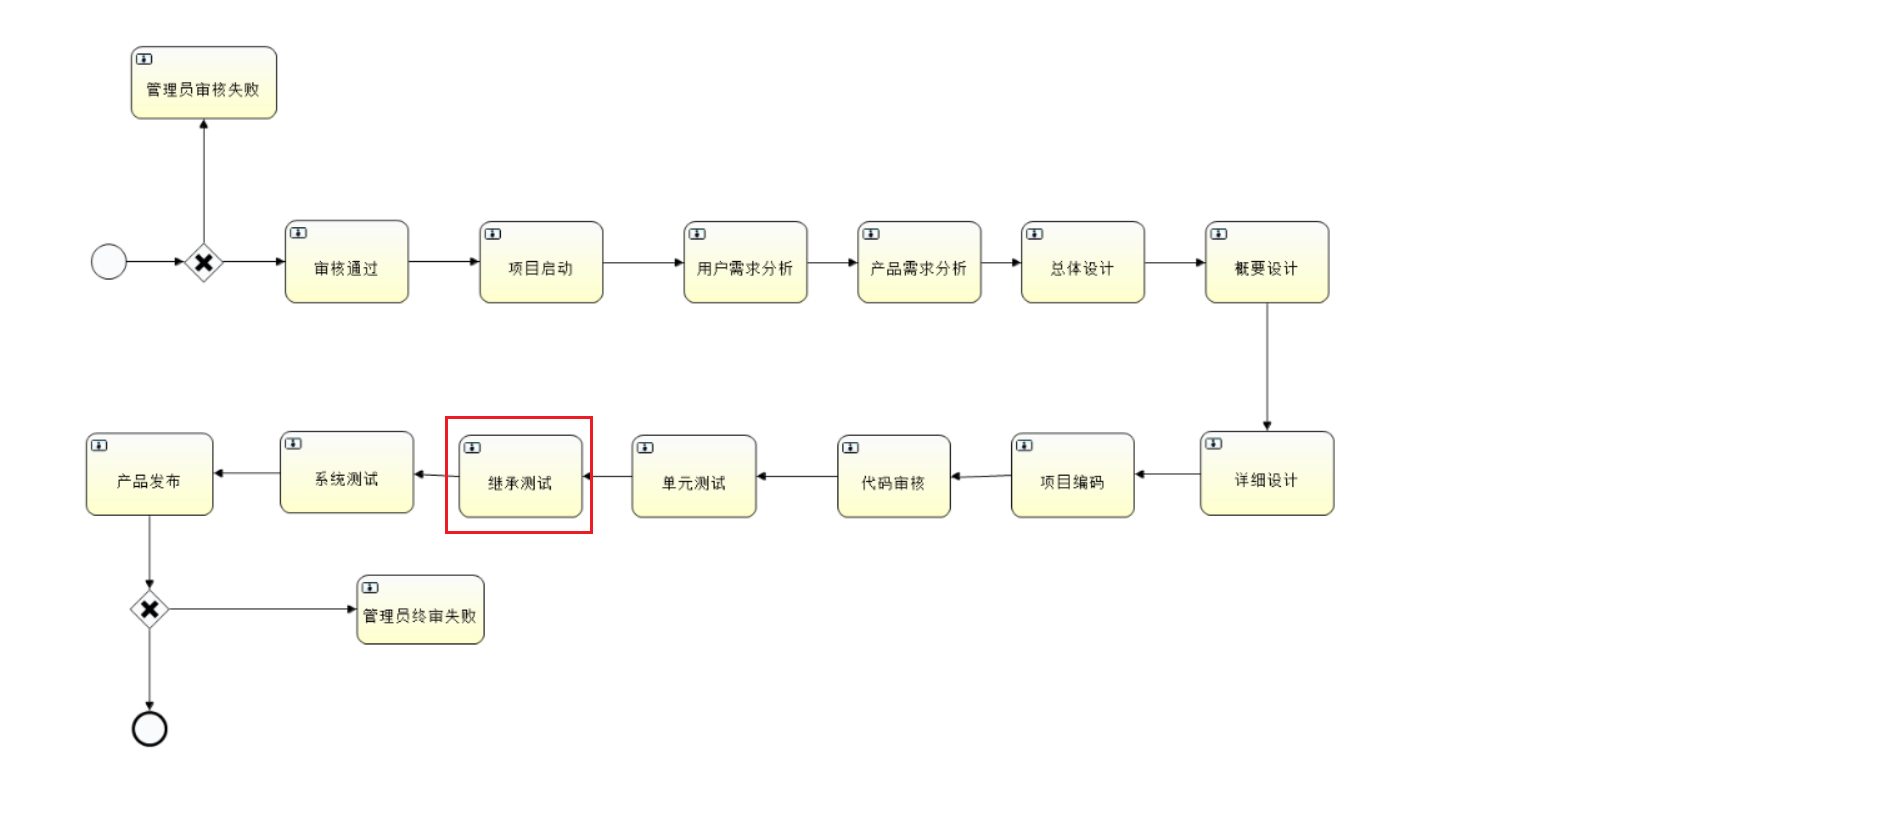 管理员审核失败
审核通过
项目启动
用户需求分析
产品需求分析
总体设计
概要设计
产品发布
系统测试
继承测试
单元测试
代码审核
项目编码
详细设计
管理员终审失败